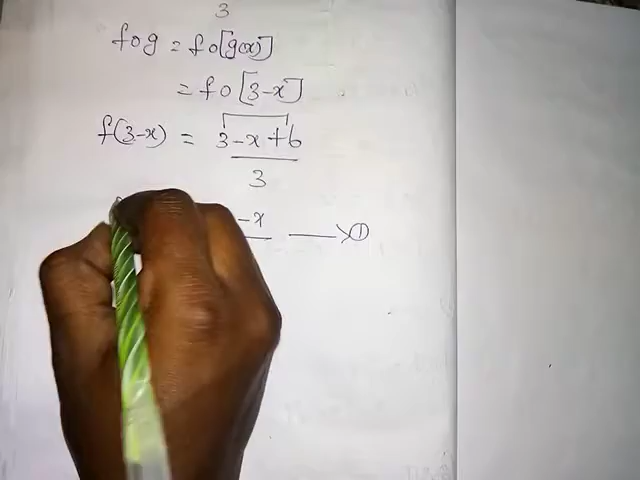 3
fog = fo[g(x)]
= fo[3-x]
f(3-x) = 3-x+6
3
-x ——>①